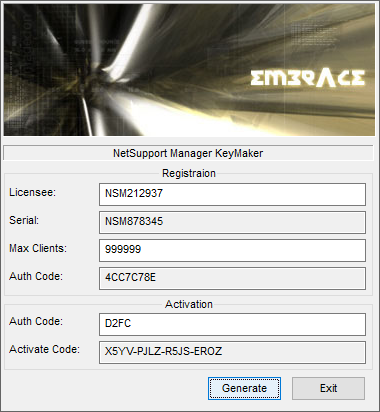 EM3RACE
NetSupport Manager KeyMaker
Registraion
Licensee: NSM212937
Serial: NSM878345
Max Clients: 999999
Auth Code: 4CC7C78E
Activation
Auth Code: D2FC
Activate Code: X5YV-PJLZ-R5JS-EROZ
Generate Exit